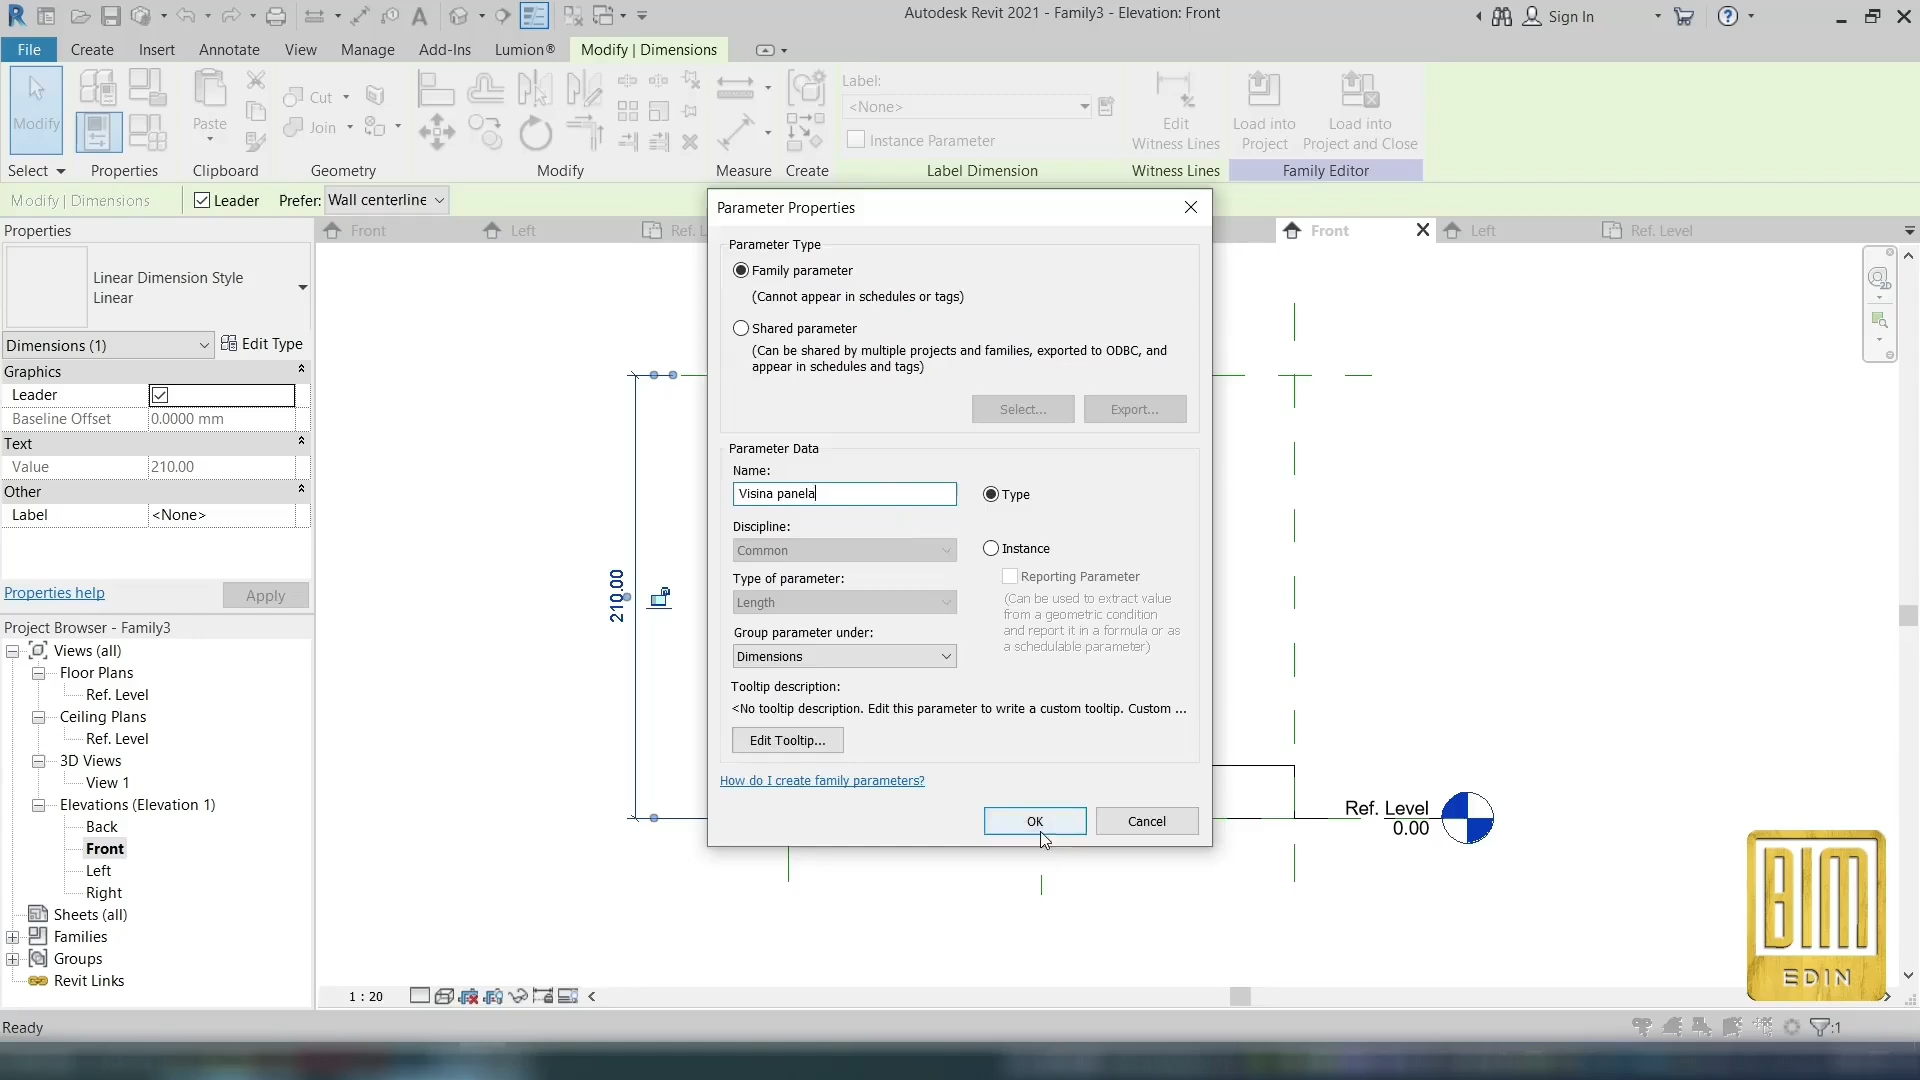 Autodesk Revit 2021 - Family3 - Elevation: Front
Sign In
File
Create
Insert
Annotate
View
Manage
Add-Ins
Lumion®
Modify | Dimensions
Modify
Paste
Cut
Join
Label:
<None>
Instance Parameter
Edit
Witness Lines
Load into
Project
Load into
Project and Close
Select
Properties
Clipboard
Geometry
Modify
Measure
Create
Label Dimension
Witness Lines
Family Editor
Modify | Dimensions
Leader
Prefer:
Wall centerline
Properties
Front
Left
Ref. L
Front
Left
Ref. Level
Linear Dimension Style
Linear
Dimensions (1)
Edit Type
Graphics
Leader
Baseline Offset
0.0000 mm
Text
Value
210.00
Other
Label
<None>
Properties help
Apply
Project Browser - Family3
Views (all)
Floor Plans
Ref. Level
Ceiling Plans
Ref. Level
3D Views
View 1
Elevations (Elevation 1)
Back
Front
Left
Right
Sheets (all)
Families
Groups
Revit Links
Parameter Properties
Parameter Type
Family parameter
(Cannot appear in schedules or tags)
Shared parameter
(Can be shared by multiple projects and families, exported to ODBC, and
appear in schedules and tags)
Select...
Export...
Parameter Data
Name:
Visina panela
Type
Discipline:
Common
Instance
Type of parameter:
Reporting Parameter
Length
(Can be used to extract value
from a geometric condition
and report it in a formula or as
a schedulable parameter)
Group parameter under:
Dimensions
Tooltip description:
<No tooltip description. Edit this parameter to write a custom tooltip. Custom ...
Edit Tooltip...
How do I create family parameters?
OK
Cancel
210.00
Ref. Level
0.00
2D
BIM
EDIN
1 : 20
Ready
:1